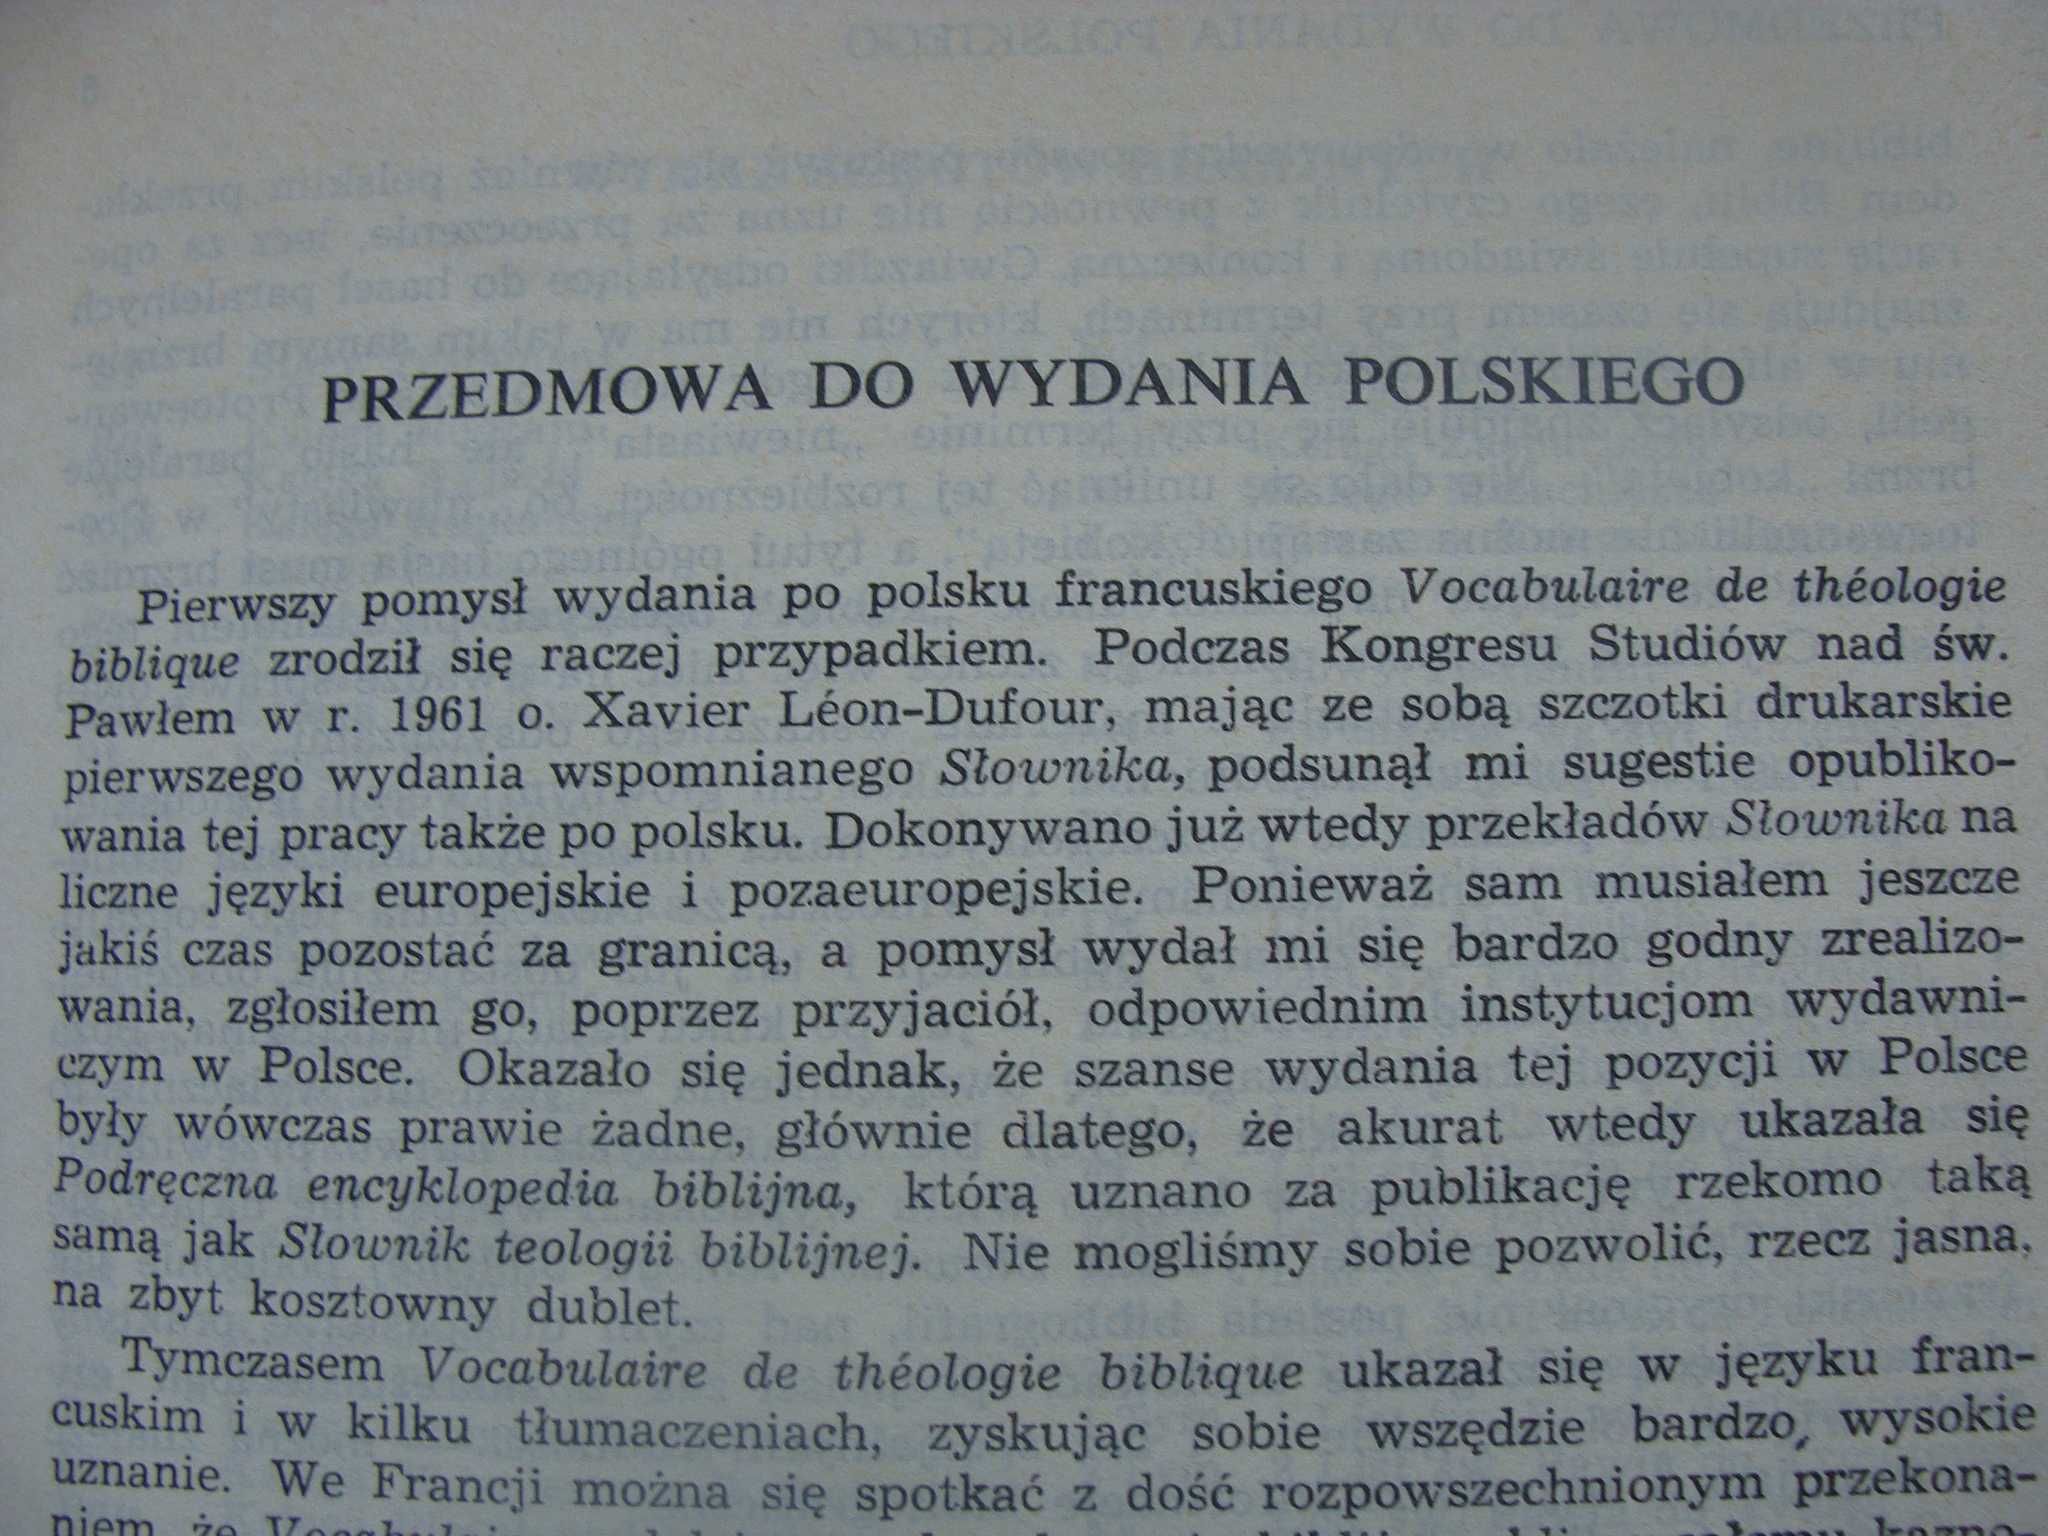 PRZEDMOWA DO WYDANIA POLSKIEGO
Pierwszy pomysł wydania po polsku francuskiego Vocabulaire de théologie
biblique zrodził się raczej przypadkiem. Podczas Kongresu Studiów nad św.
Pawłem w r. 1961 o. Xavier Léon-Dufour, mając ze sobą szczotki drukarskie
pierwszego wydania wspomnianego Słownika, podsunął mi sugestie opubliko-
wania tej pracy także po polsku. Dokonywano już wtedy przekładów Słownika na
liczne języki europejskie i pozaeuropejskie. Ponieważ sam musiałem jeszcze
jakiś czas pozostać za granicą, a pomysł wydał mi się bardzo godny zrealizo-
wania, zgłosiłem go, poprzez przyjaciół, odpowiednim instytucjom wydawni-
czym w Polsce. Okazało się jednak, że szanse wydania tej pozycji w Polsce
były wówczas prawie żadne, głównie dlatego, że akurat wtedy ukazała się
Podręczna encyklopedia biblijna, którą uznano za publikację rzekomo taką
samą jak Słownik teologii biblijnej. Nie mogliśmy sobie pozwolić, rzecz jasna,
na zbyt kosztowny dublet.
Tymczasem Vocabulaire de théologie biblique ukazał się w języku fran-
cuskim i w kilku tłumaczeniach, zyskując sobie wszędzie bardzo, wysokie
uznanie. We Francji można się spotkać z dość rozpowszechnionym przekona-
niem, że